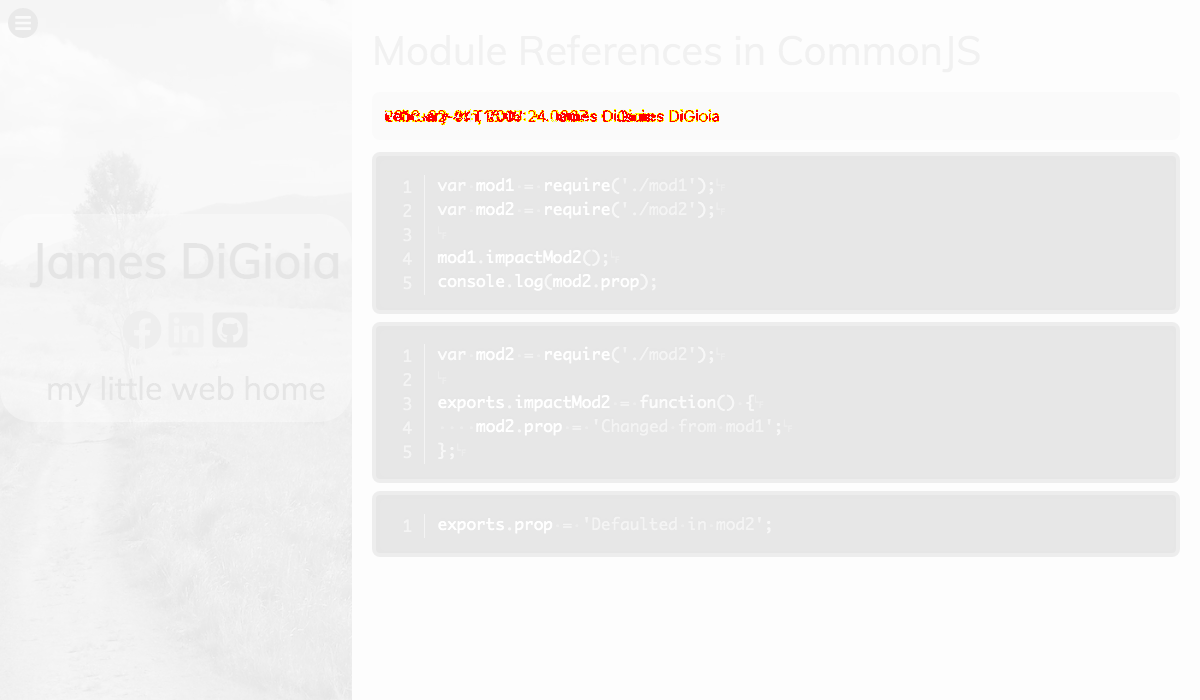 Module References in CommonJS
James DiGioia
1 var mod1 = require('./mod1');
2 var mod2 = require('./mod2');
3
4 mod1.impactMod2();
5 console.log(mod2.prop);
James DiGioia
my little web home
1 var mod2 = require('./mod2');
2
3 exports.impactMod2 = function() {
4 mod2.prop = 'Changed from mod1';
5 };
1 exports.prop = 'Defaulted in mod2';